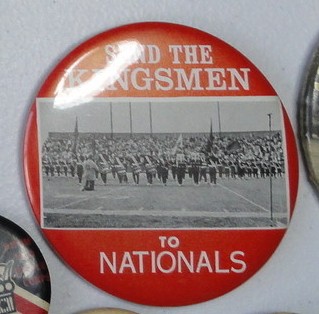 SEND THE
KINGSMEN
TO
NATIONALS